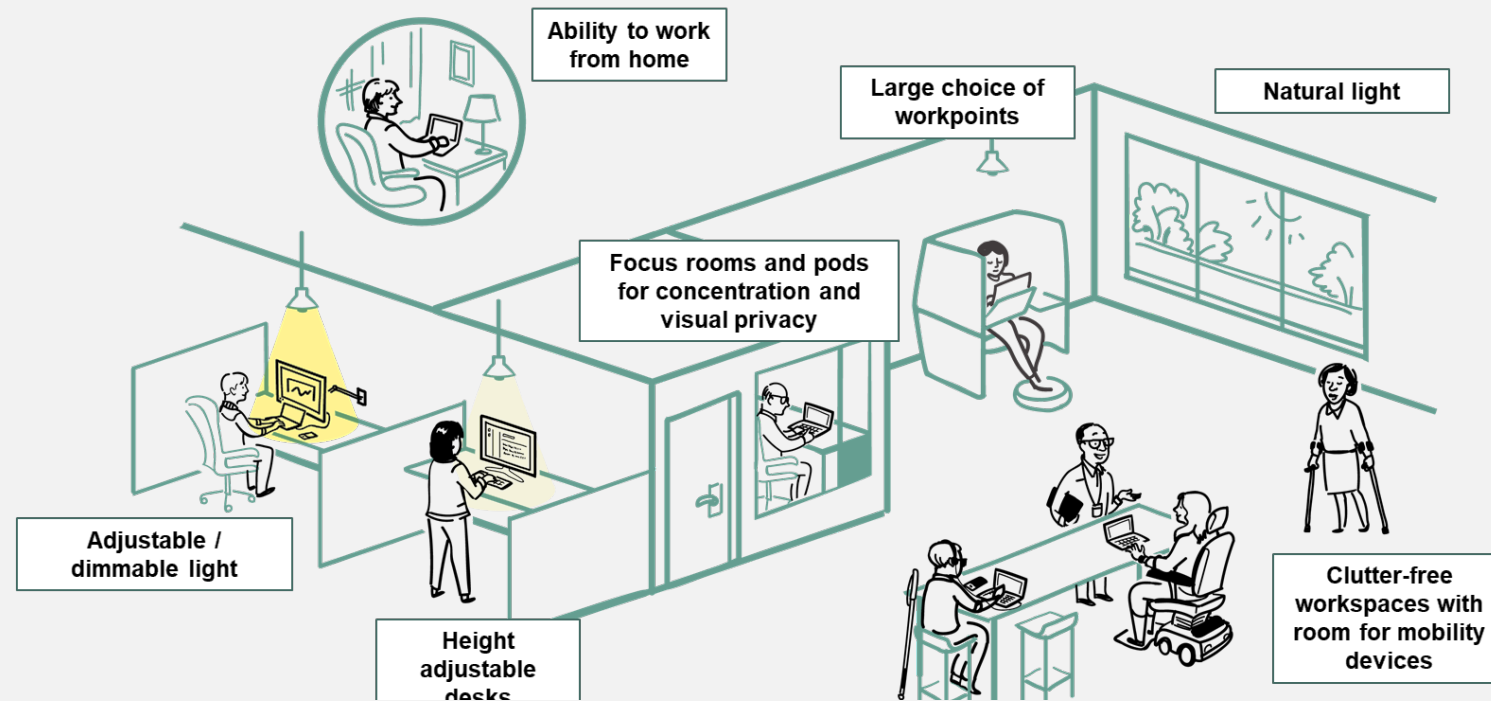 Ability to work
from home
Large choice of
workpoints
Natural light
Focus rooms and pods
for concentration and
visual privacy
Adjustable /
dimmable light
Height
adjustable
desks
Clutter-free
workspaces with
room for mobility
devices